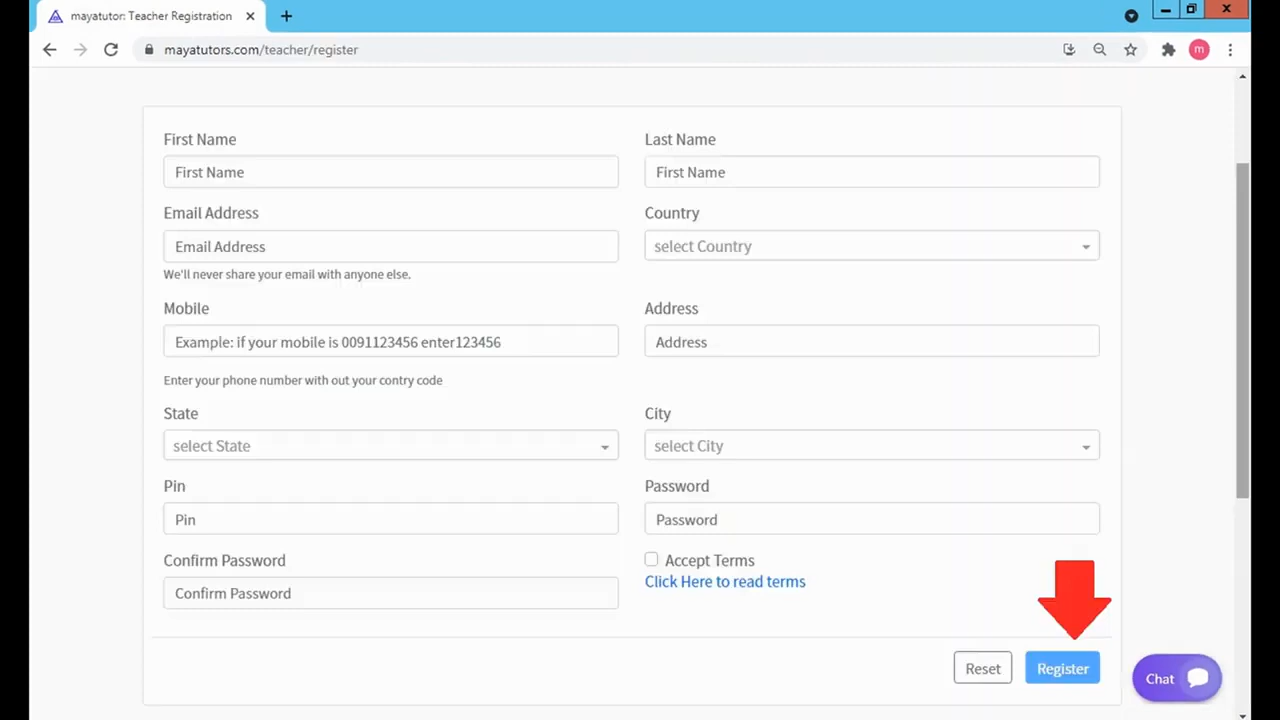 mayatutor: Teacher Registration
mayatutors.com/teacher/register
m
First Name
Last Name
First Name
First Name
Email Address
Country
Email Address
select Country
We'll never share your email with anyone else.
Mobile
Address
Example: if your mobile is 0091123456 enter123456
Address
Enter your phone number with out your contry code
State
City
select State
select City
Pin
Password
Pin
Password
Confirm Password
Accept Terms
Click Here to read terms
Confirm Password
Reset
Register
Chat